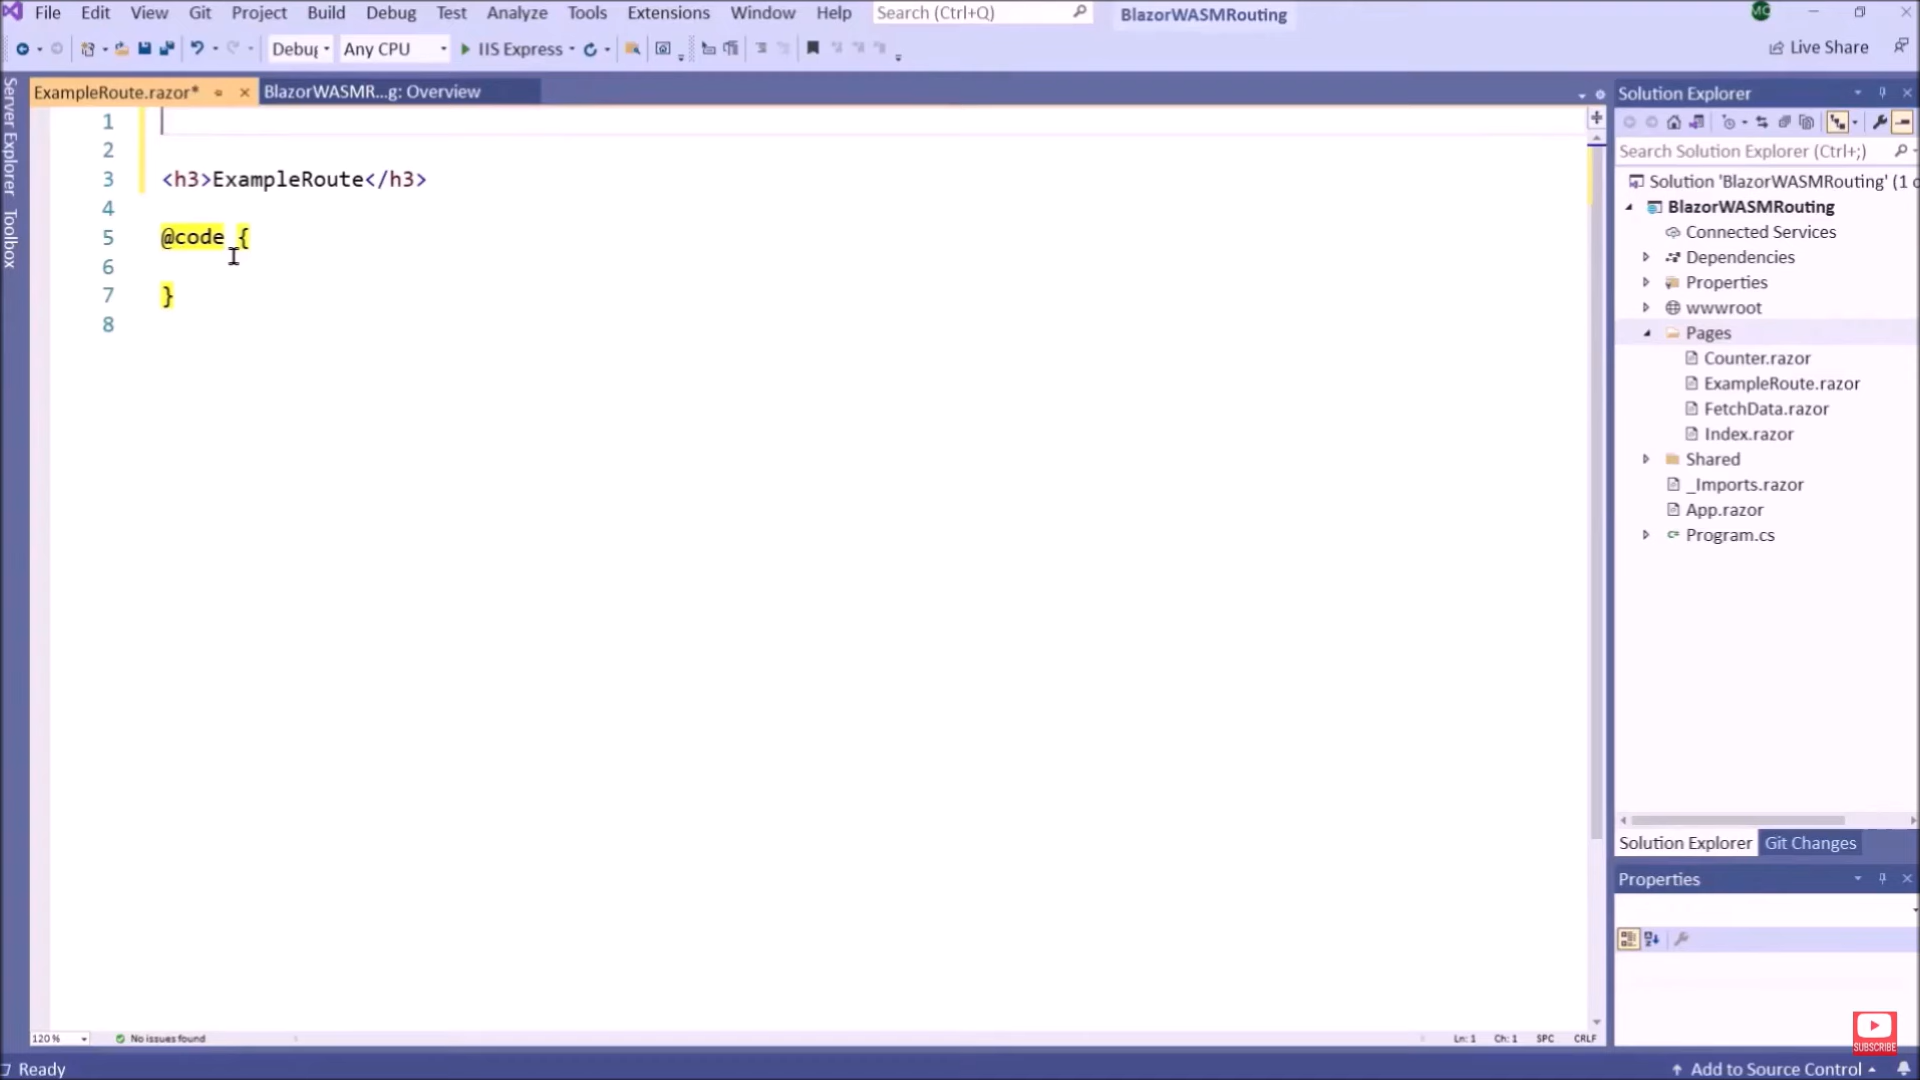 File Edit View Git Project Build Debug Test Analyze Tools Extensions Window Help Search (Ctrl+Q) BlazorWASMRouting MC
Debug Any CPU IIS Express Live Share
Server Explorer
Toolbox
ExampleRoute.razor* BlazorWASMR...g: Overview
1
2
3 <h3>ExampleRoute</h3>
4
5 @code {
6
7 }
8
120 % No issues found Ln: 1 Ch: 1 SPC CRLF
Solution Explorer
Search Solution Explorer (Ctrl+;)
Solution 'BlazorWASMRouting' (1 o
BlazorWASMRouting
Connected Services
Dependencies
Properties
wwwroot
Pages
Counter.razor
ExampleRoute.razor
FetchData.razor
Index.razor
Shared
_Imports.razor
App.razor
C# Program.cs
Solution Explorer Git Changes
Properties
SUBSCRIBE
Ready Add to Source Control